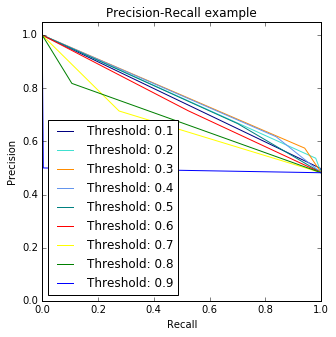 Precision-Recall example
1.0
0.8
0.6
0.4
0.2
0.0
Precision
Threshold: 0.1
Threshold: 0.2
Threshold: 0.3
Threshold: 0.4
Threshold: 0.5
Threshold: 0.6
Threshold: 0.7
Threshold: 0.8
Threshold: 0.9
0.0 0.2 0.4 0.6 0.8 1.0
Recall